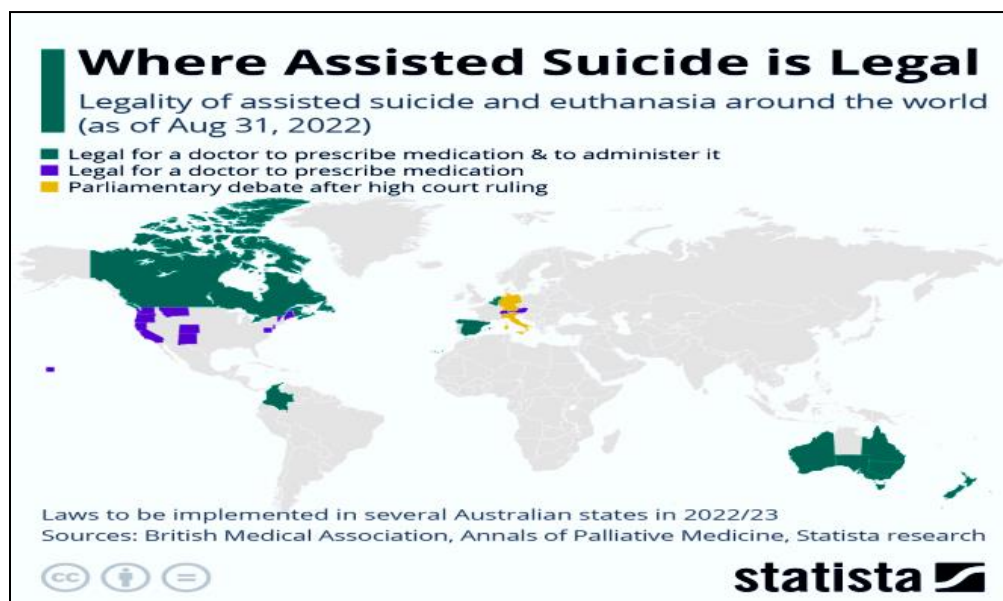 Where Assisted Suicide is Legal
Legality of assisted suicide and euthanasia around the world
(as of Aug 31, 2022)
Legal for a doctor to prescribe medication & to administer it
Legal for a doctor to prescribe medication
Parliamentary debate after high court ruling
Laws to be implemented in several Australian states in 2022/23
Sources: British Medical Association, Annals of Palliative Medicine, Statista research
cc
statista